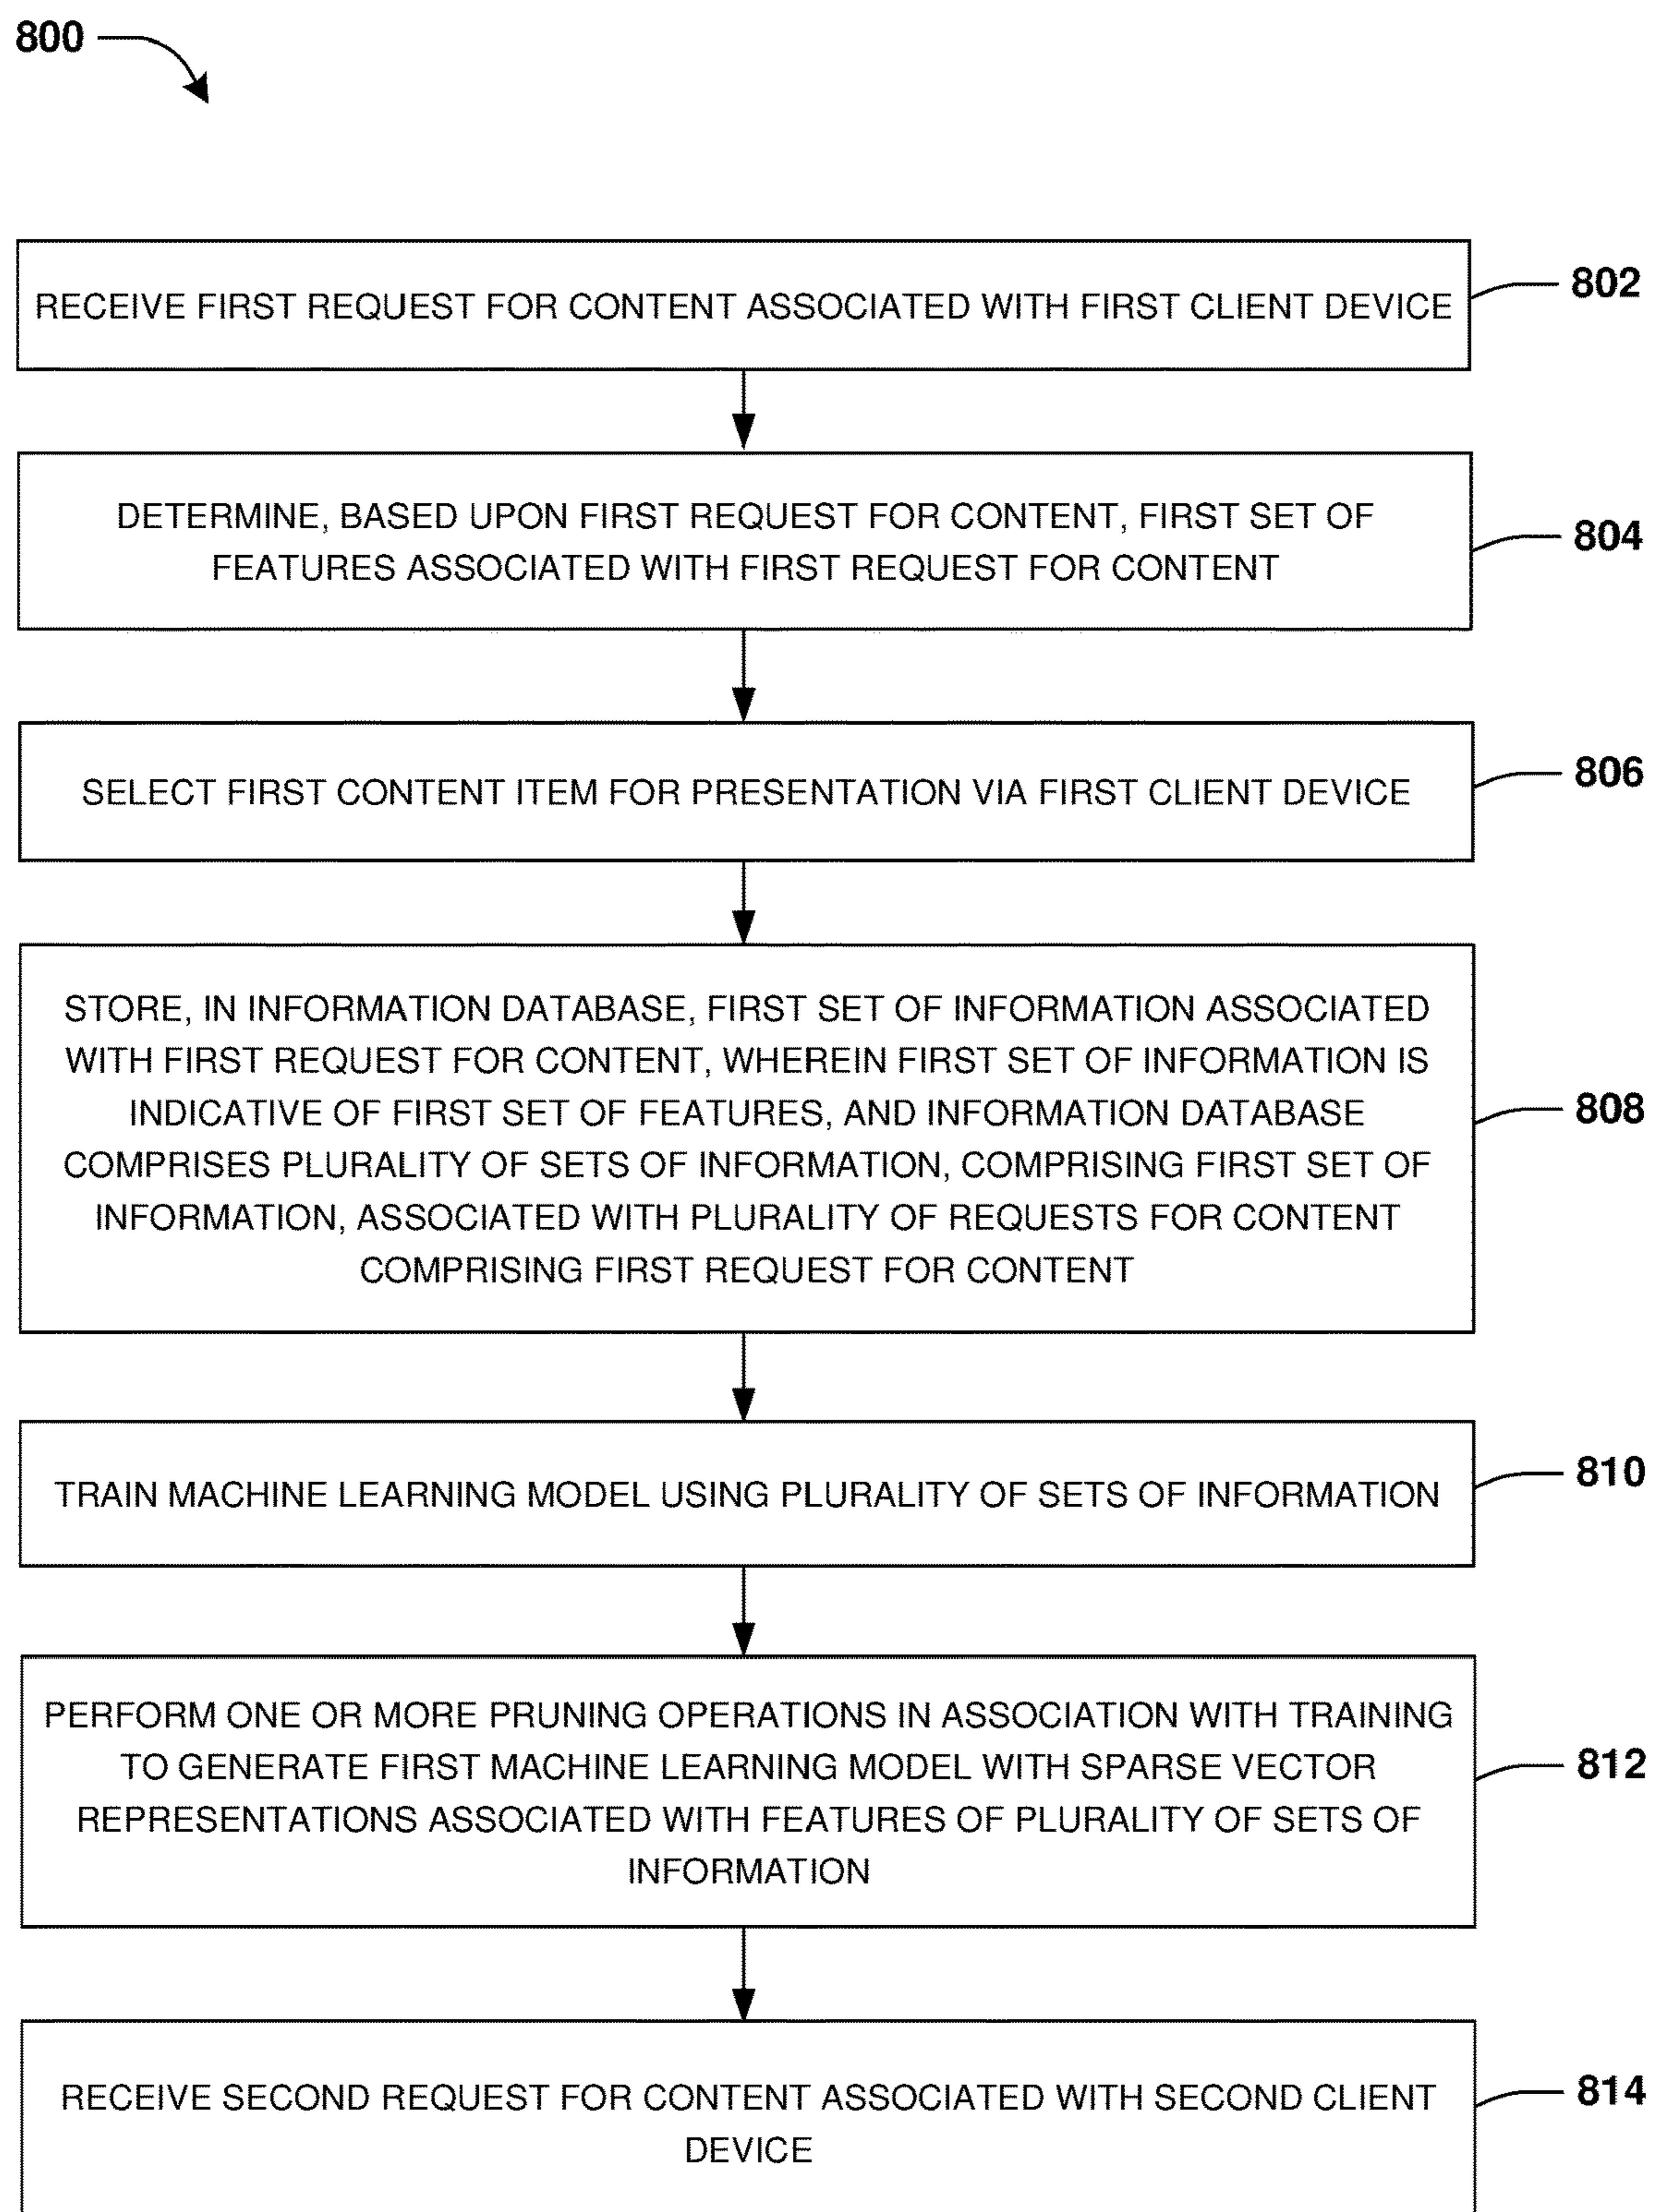 800
RECEIVE FIRST REQUEST FOR CONTENT ASSOCIATED WITH FIRST CLIENT DEVICE
802
DETERMINE, BASED UPON FIRST REQUEST FOR CONTENT, FIRST SET OF
FEATURES ASSOCIATED WITH FIRST REQUEST FOR CONTENT
804
SELECT FIRST CONTENT ITEM FOR PRESENTATION VIA FIRST CLIENT DEVICE
806
STORE, IN INFORMATION DATABASE, FIRST SET OF INFORMATION ASSOCIATED
WITH FIRST REQUEST FOR CONTENT, WHEREIN FIRST SET OF INFORMATION IS
INDICATIVE OF FIRST SET OF FEATURES, AND INFORMATION DATABASE
COMPRISES PLURALITY OF SETS OF INFORMATION, COMPRISING FIRST SET OF
INFORMATION, ASSOCIATED WITH PLURALITY OF REQUESTS FOR CONTENT
COMPRISING FIRST REQUEST FOR CONTENT
808
TRAIN MACHINE LEARNING MODEL USING PLURALITY OF SETS OF INFORMATION
810
PERFORM ONE OR MORE PRUNING OPERATIONS IN ASSOCIATION WITH TRAINING
TO GENERATE FIRST MACHINE LEARNING MODEL WITH SPARSE VECTOR
REPRESENTATIONS ASSOCIATED WITH FEATURES OF PLURALITY OF SETS OF
INFORMATION
812
RECEIVE SECOND REQUEST FOR CONTENT ASSOCIATED WITH SECOND CLIENT
DEVICE
814